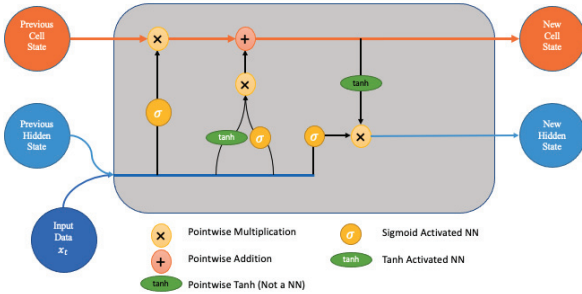 Previous
Cell
State
New
Cell
State
×
+
×
tanh
Previous
Hidden
State
σ
tanh
σ
σ
×
New
Hidden
State
Input
Data
xₜ
× Pointwise Multiplication
σ Sigmoid Activated NN
+ Pointwise Addition
tanh Tanh Activated NN
tanh Pointwise Tanh (Not a NN)